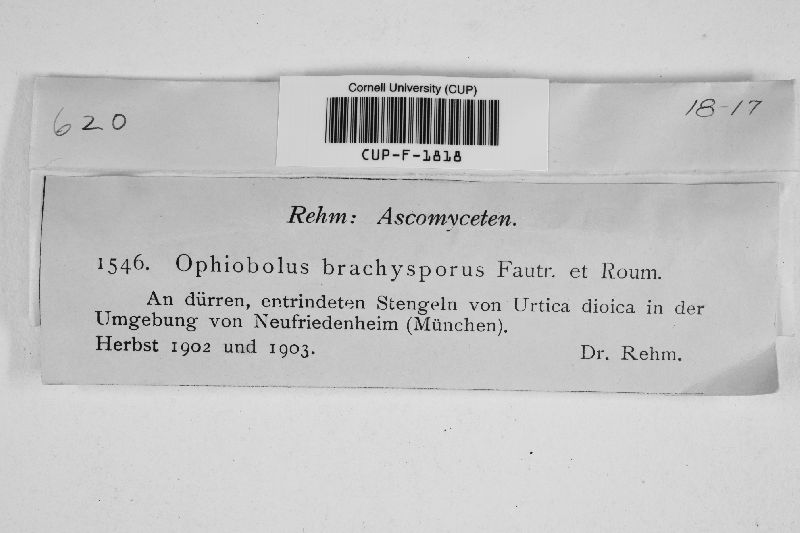 Cornell University (CUP)
620
18-17
CUP-F-1818
Rehm: Ascomyceten.
1546. Ophiobolus brachysporus Fautr. et Roum.
An dürren, entrindeten Stengeln von Urtica dioica in der
Umgebung von Neufriedenheim (München).
Herbst 1902 und 1903. Dr. Rehm.